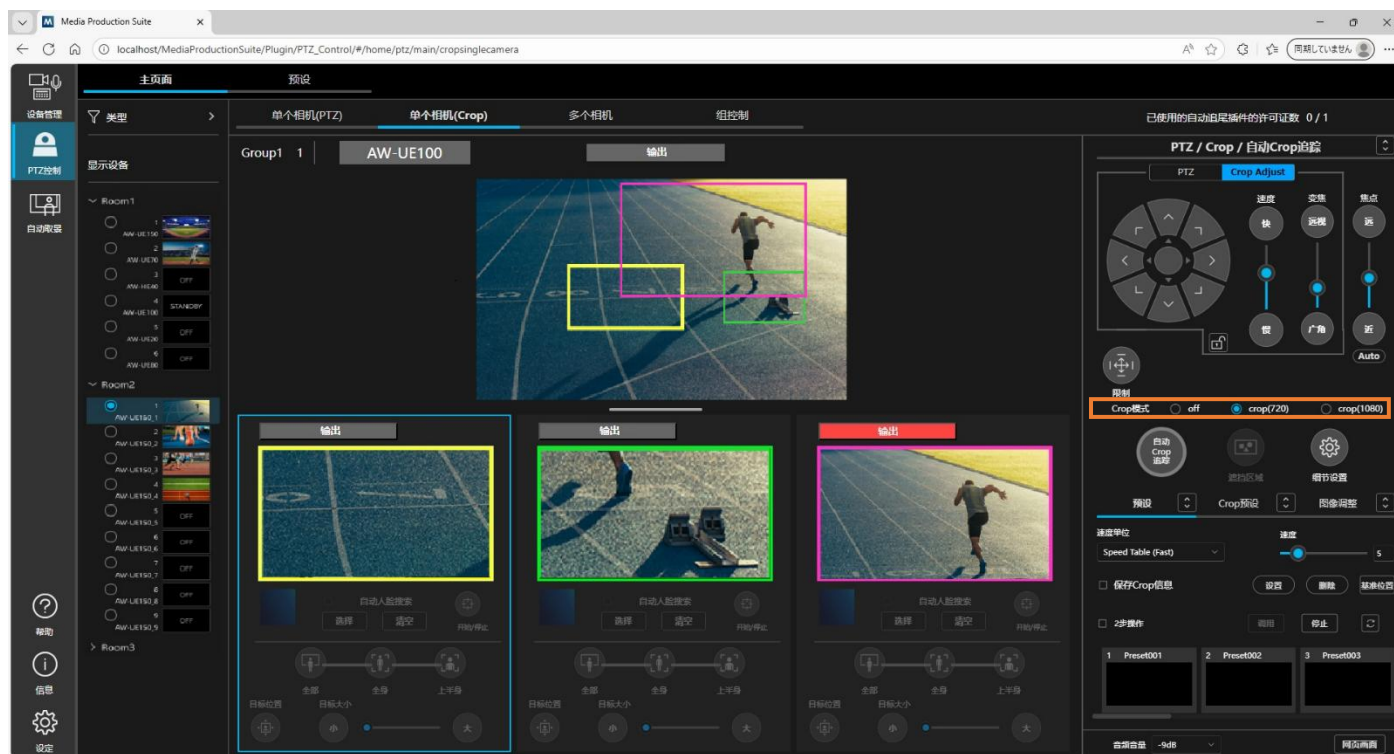 Media Production Suite
localhost/MediaProductionSuite/Plugin/PTZ_Control/#/home/ptz/main/cropsinglecamera
同期していません
主页面
预设
设备管理
PTZ控制
自动取景
帮助
信息
设定
类型
显示设备
Room1
1
AW-UE150
2
AW-UE70
3
AW-HE40
OFF
4
AW-UE100
STANDBY
5
AW-UE20
OFF
6
AW-UE80
OFF
Room2
1
AW-UE150_1
2
AW-UE150_2
3
AW-UE150_3
4
AW-UE150_4
5
AW-UE150_5
OFF
6
AW-UE150_6
OFF
7
AW-UE150_7
OFF
8
AW-UE150_8
OFF
9
AW-UE150_9
OFF
Room3
单个相机(PTZ)
单个相机(Crop)
多个相机
组控制
已使用的自动追尾插件的许可证数 0 / 1
Group1 1
AW-UE100
输出
输出
输出
输出
自动人脸搜索
选择
清空
开始/停止
全部
全身
上半身
目标位置
目标大小
小
大
自动人脸搜索
选择
清空
开始/停止
全部
全身
上半身
目标位置
目标大小
小
大
自动人脸搜索
选择
清空
开始/停止
全部
全身
上半身
目标位置
目标大小
小
大
PTZ / Crop / 自动Crop追踪
PTZ
Crop Adjust
速度
变焦
焦点
快
远摄
远
慢
广角
近
Auto
限制
Crop模式
off
crop(720)
crop(1080)
自动
Crop
追踪
遮挡区域
细节设置
预设
Crop预设
图像调整
速度单位
速度
Speed Table (Fast)
5
保存Crop信息
设置
删除
基准位置
2步操作
调用
停止
1 Preset001
2 Preset002
3 Preset003
音频音量
-9dB
网页画面